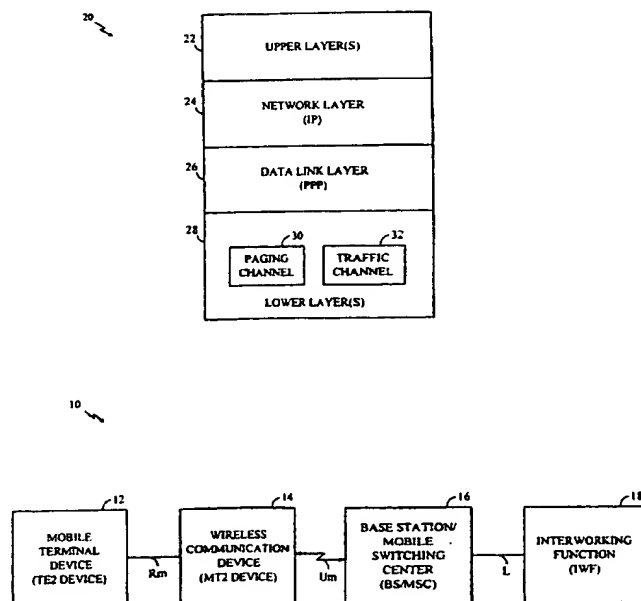 20
22
UPPER LAYER(S)
24
NETWORK LAYER
(IP)
26
DATA LINK LAYER
(PPP)
28
30
32
PAGING
CHANNEL
TRAFFIC
CHANNEL
LOWER LAYER(S)
10
12
14
16
18
MOBILE
TERMINAL
DEVICE
(TE2 DEVICE)
Rm
WIRELESS
COMMUNICATION
DEVICE
(MT2 DEVICE)
Um
BASE STATION/
MOBILE
SWITCHING
CENTER
(BS/MSC)
L
INTERWORKING
FUNCTION
(IWF)